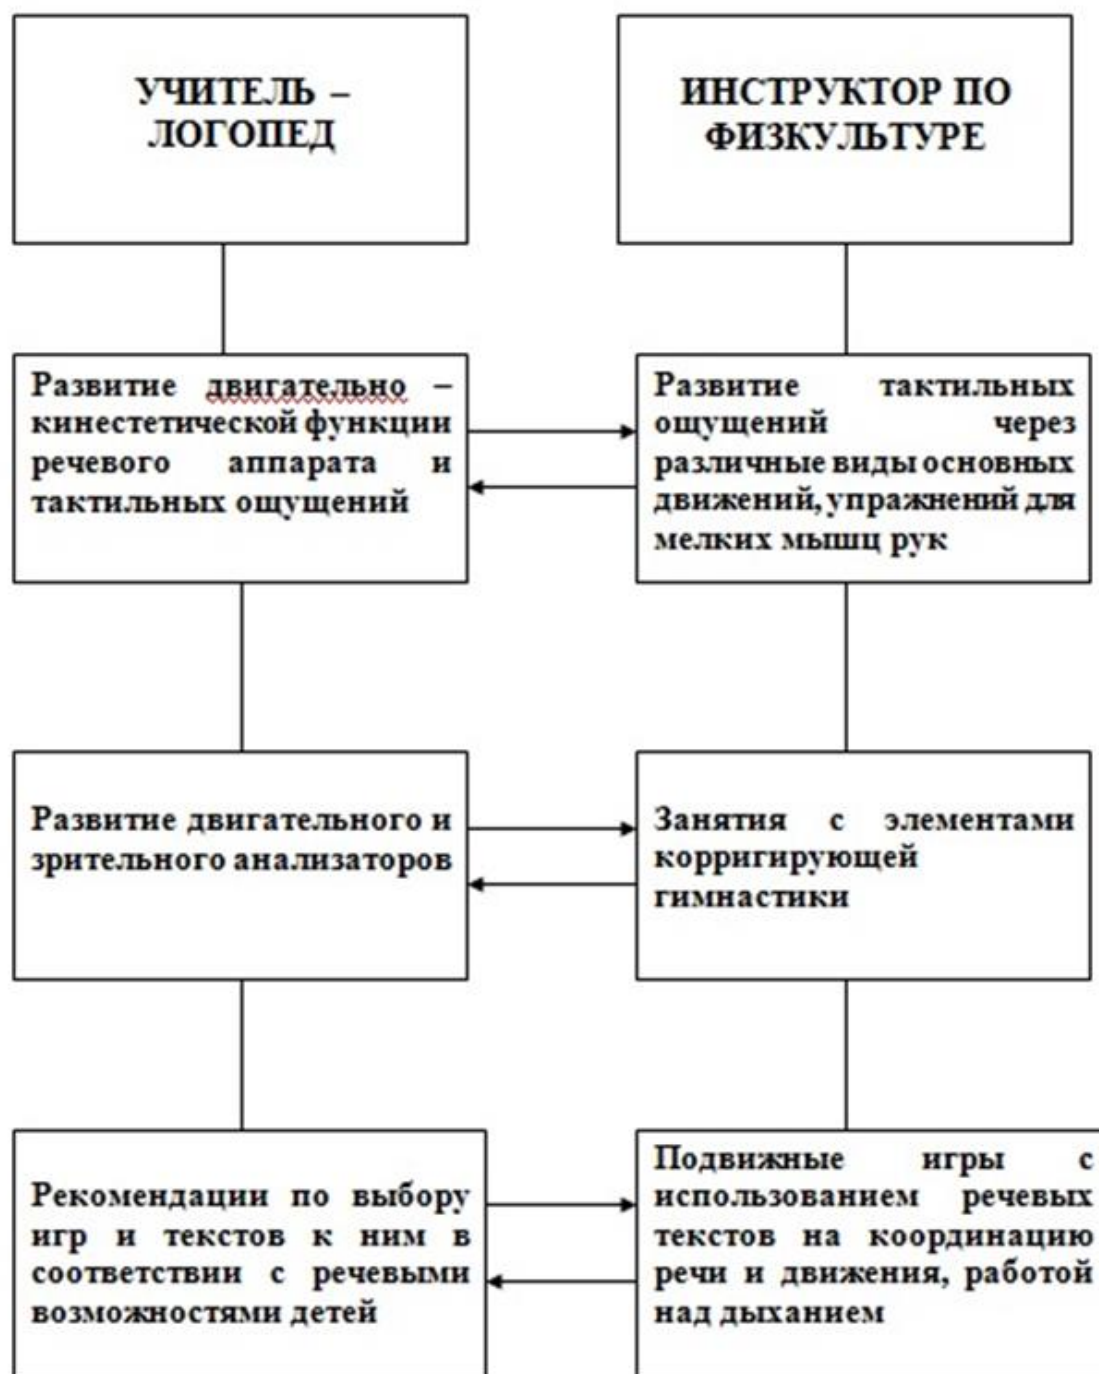 УЧИТЕЛЬ –
ЛОГОПЕД
ИНСТРУКТОР ПО
ФИЗКУЛЬТУРЕ
Развитие двигательно –
кинестетической функции
речевого аппарата и
тактильных ощущений
Развитие тактильных
ощущений через
различные виды основных
движений, упражнений для
мелких мышц рук
Развитие двигательного и
зрительного анализаторов
Занятия с элементами
корригирующей
гимнастики
Рекомендации по выбору
игр и текстов к ним в
соответствии с речевыми
возможностями детей
Подвижные игры с
использованием речевых
текстов на координацию
речи и движения, работой
над дыханием